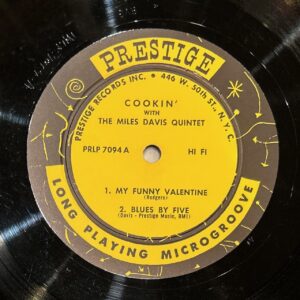 PRESTIGE
PRESTIGE RECORDS INC. • 446 W. 50th ST., N.Y.C.
COOKIN'
WITH
THE MILES DAVIS QUINTET
PRLP 7094 A HI FI
1. MY FUNNY VALENTINE
(Rodgers)
2. BLUES BY FIVE
(Davis - Prestige Music, BMI)
LONG PLAYING MICROGROOVE